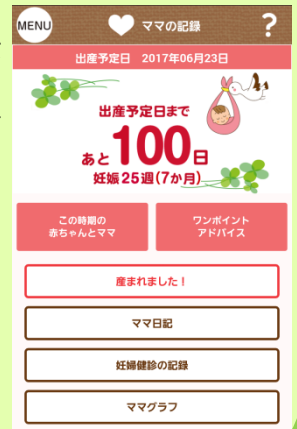 MENU
ママの記録
?
出産予定日 2017年06月23日
出産予定日まで
あと100日
妊娠25週(7か月)
この時期の
赤ちゃんとママ
ワンポイント
アドバイス
産まれました!
ママ日記
妊婦健診の記録
ママグラフ